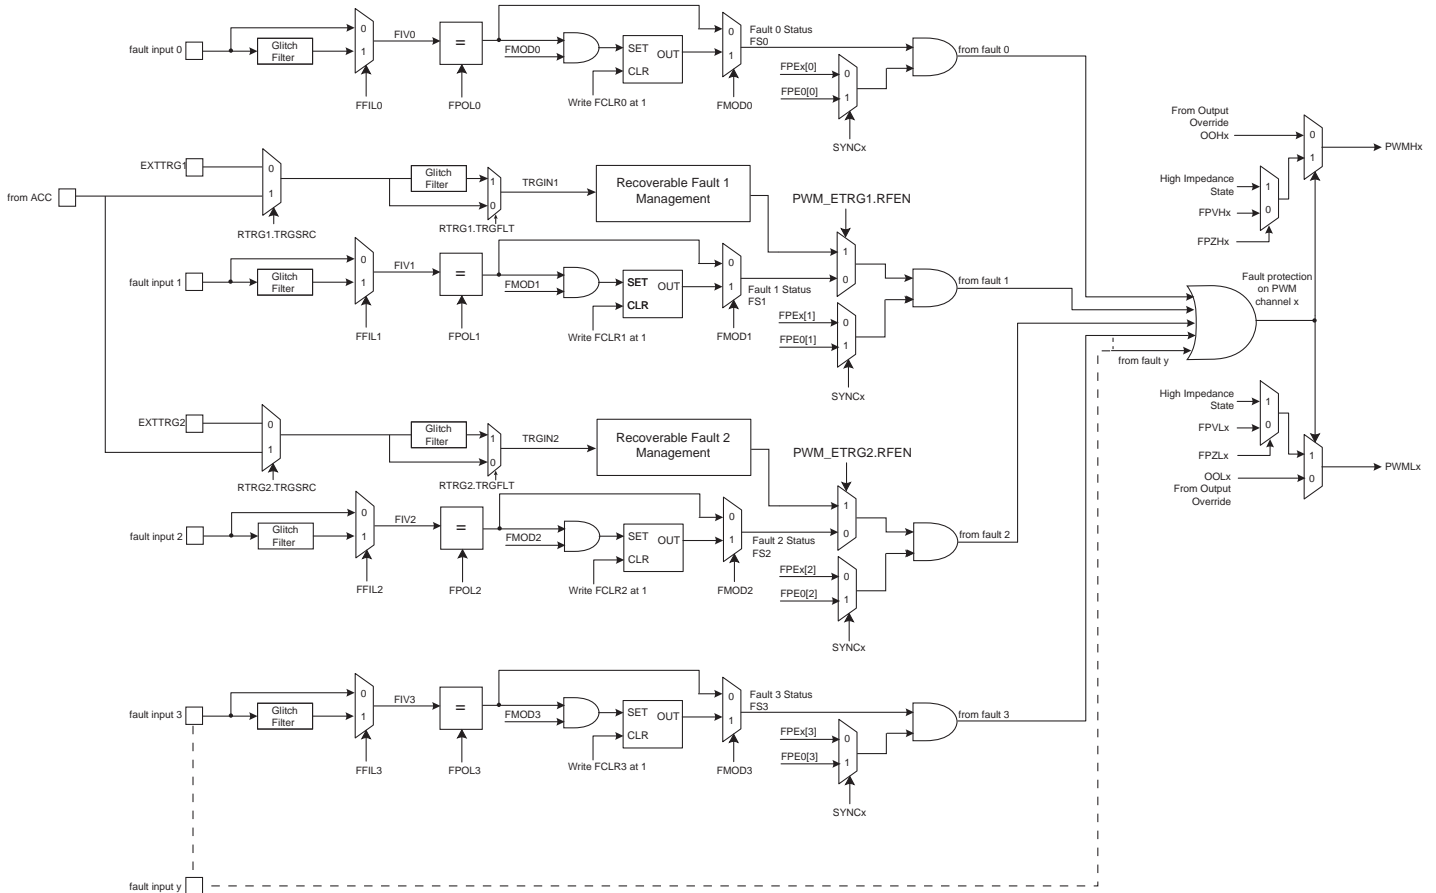 fault input 0
Glitch
Filter
0
1
FFIL0
FIV0
=
FPOL0
FMOD0
SET
OUT
CLR
Write FCLR0 at 1
0
1
FMOD0
Fault 0 Status
FS0
FPEx[0]
FPE0[0]
0
1
SYNCx
from fault 0
from ACC
EXTTRG1
0
1
RTRG1.TRGSRC
Glitch
Filter
1
0
RTRG1.TRGFLT
TRGIN1
Recoverable Fault 1
Management
PWM_ETRG1.RFEN
1
0
fault input 1
Glitch
Filter
0
1
FFIL1
FIV1
=
FPOL1
FMOD1
SET
OUT
CLR
Write FCLR1 at 1
0
1
FMOD1
Fault 1 Status
FS1
FPEx[1]
FPE0[1]
0
1
SYNCx
from fault 1
EXTTRG2
0
1
RTRG2.TRGSRC
Glitch
Filter
1
0
RTRG2.TRGFLT
TRGIN2
Recoverable Fault 2
Management
PWM_ETRG2.RFEN
1
0
fault input 2
Glitch
Filter
0
1
FFIL2
FIV2
=
FPOL2
FMOD2
SET
OUT
CLR
Write FCLR2 at 1
0
1
FMOD2
Fault 2 Status
FS2
FPEx[2]
FPE0[2]
0
1
SYNCx
from fault 2
fault input 3
Glitch
Filter
0
1
FFIL3
FIV3
=
FPOL3
FMOD3
SET
OUT
CLR
Write FCLR3 at 1
0
1
FMOD3
Fault 3 Status
FS3
FPEx[3]
FPE0[3]
0
1
SYNCx
from fault 3
fault input y
from fault y
From Output
Override
OOHx
0
1
PWMHx
High Impedance
State
FPVHx
1
0
FPZHx
Fault protection
on PWM
channel x
High Impedance
State
FPVLx
1
0
FPZLx
OOLx
From Output
Override
1
0
PWMLx